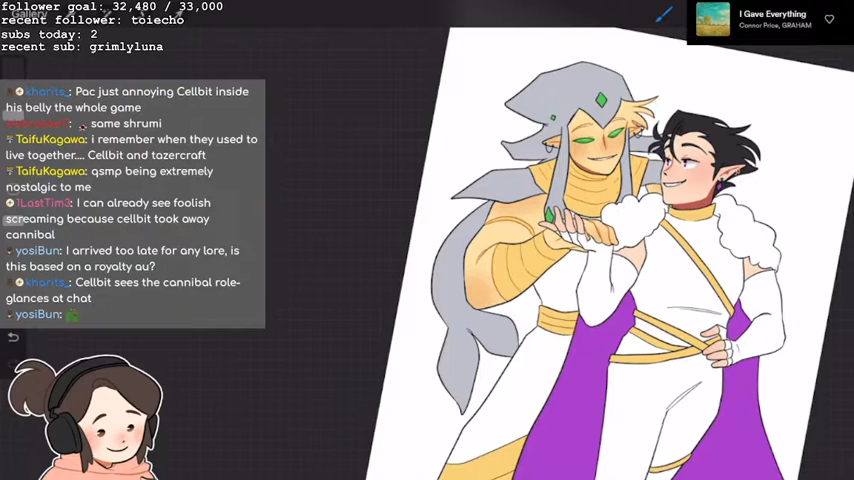 follower goal: 32,480 / 33,000
recent follower: toiecho
subs today: 2
recent sub: grimlyluna
Gallery
I Gave Everything
Connor Price, GRAHAM
kharits_: Pac just annoying Cellbit inside
his belly the whole game
: same shrumi
TaifuKagawa: i remember when they used to
live together.... Cellbit and tazercraft
TaifuKagawa: qsmp being extremely
nostalgic to me
1LastTim3: I can already see foolish
screaming because cellbit took away
cannibal
yosiBun: I arrived too late for any lore, is
this based on a royalty au?
kharits_: Cellbit sees the cannibal role-
glances at chat
yosiBun: